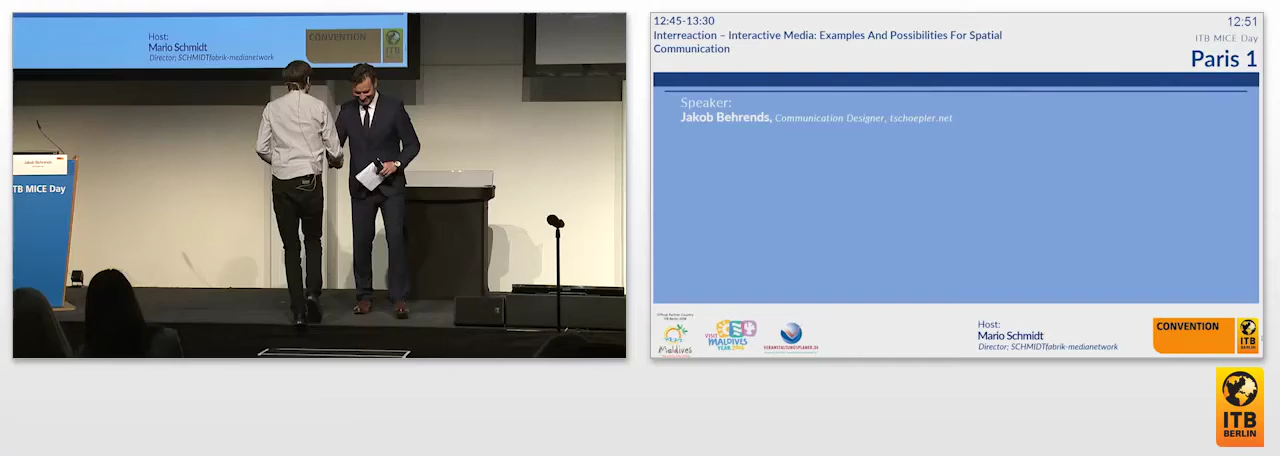 Host:
Mario Schmidt
Director: SCHMIDTfabrik-medianetwork
CONVENTION
ITB
Jakob Behrends
TB MICE Day
12:45-13:30
12:51
Interreaction – Interactive Media: Examples And Possibilities For Spatial
Communication
ITB MICE Day
Paris 1
Speaker:
Jakob Behrends, Communication Designer, tschoepler.net
Maldives
VISIT
MALDIVES
YEAR
VERANSTALTUNGSPLANER.DE
Host:
Mario Schmidt
Director: SCHMIDTfabrik-medianetwork
CONVENTION
ITB
BERLIN
ITB
BERLIN